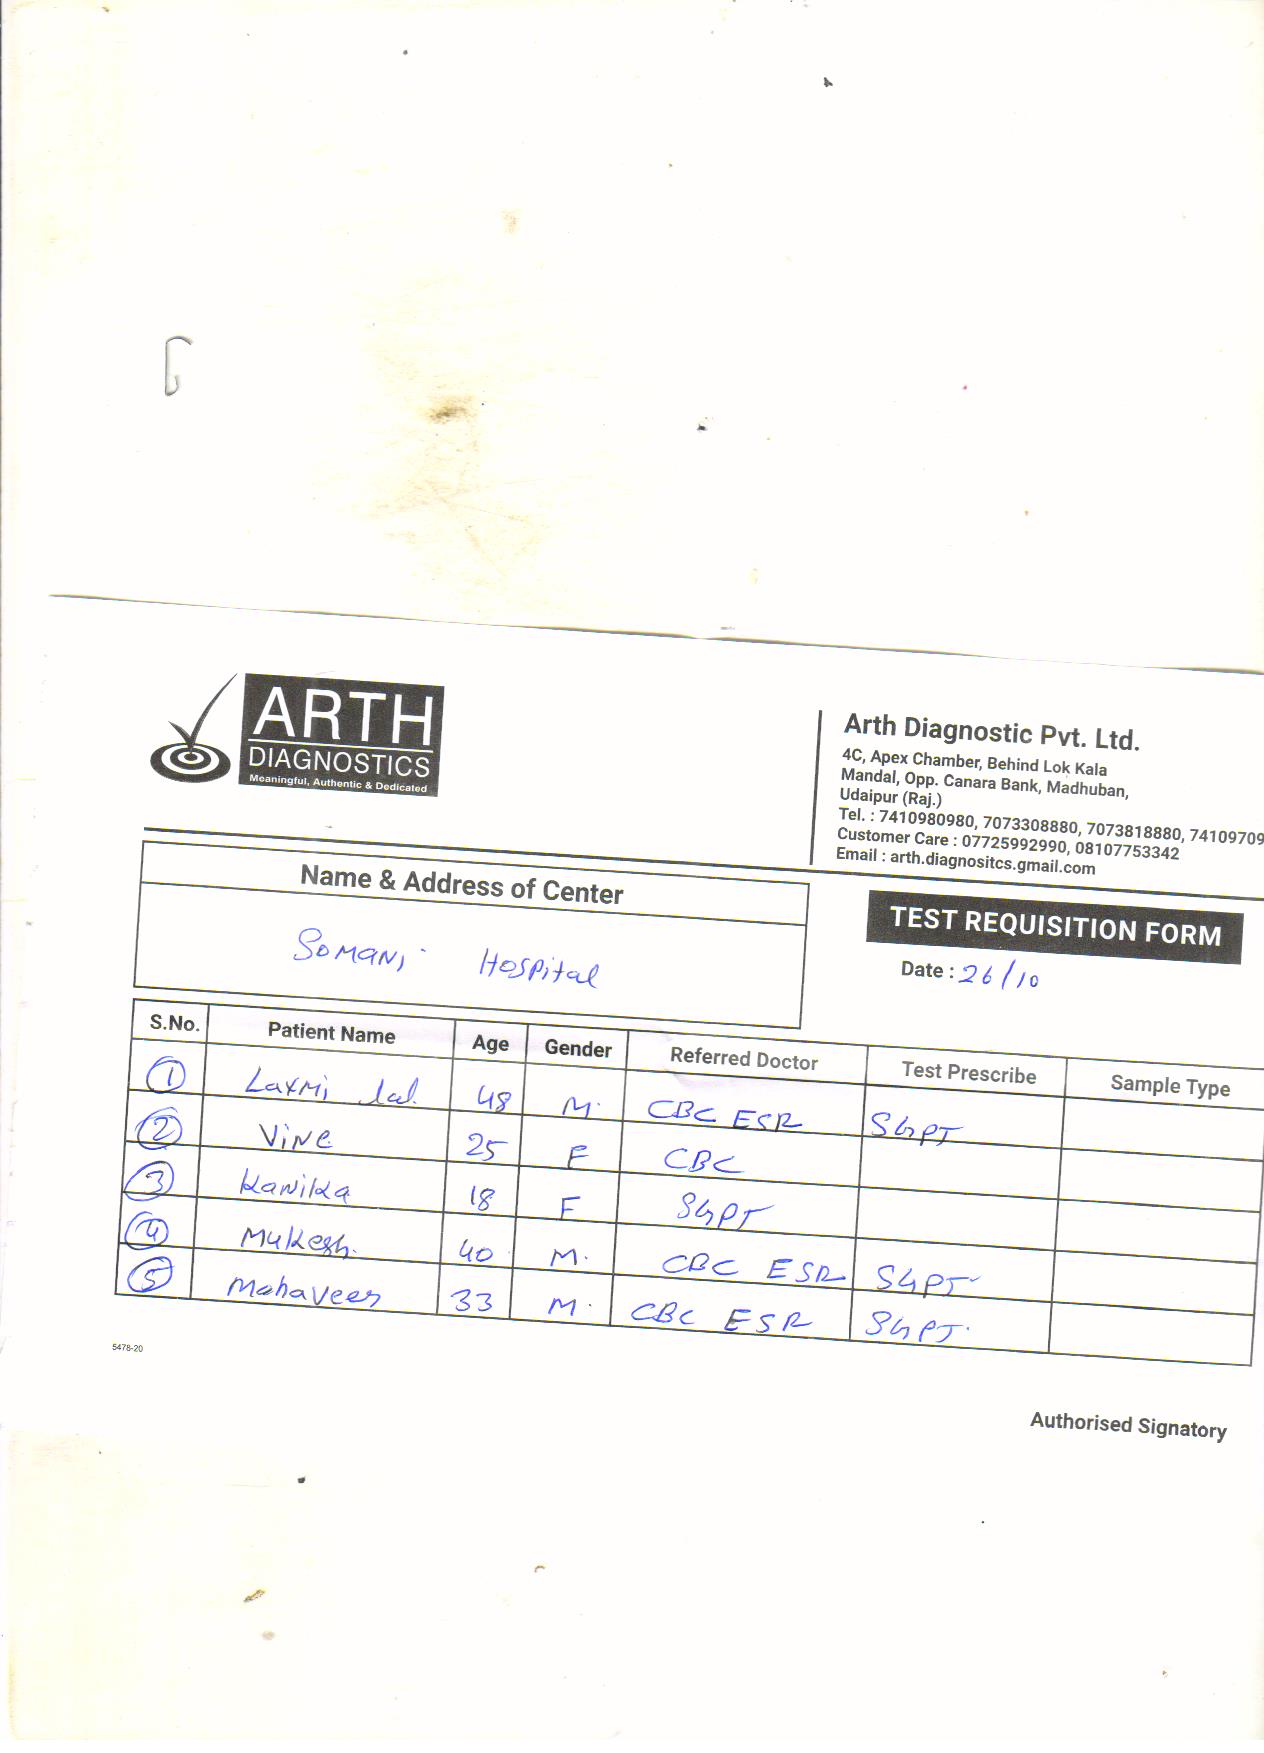 ARTH
DIAGNOSTICS
Meaningful, Authentic & Dedicated
Arth Diagnostic Pvt. Ltd.
4C, Apex Chamber, Behind Lok Kala
Mandal, Opp. Canara Bank, Madhuban,
Udaipur (Raj.)
Tel. : 7410980980, 7073308880, 7073818880, 74109709
Customer Care : 07725992990, 08107753342
Email : arth.diagnositcs.gmail.com
Name & Address of Center
Somani Hospital
TEST REQUISITION FORM
Date : 26/10
S.No. Patient Name Age Gender Referred Doctor Test Prescribe Sample Type
1 Laxmi Lal 48 M. CBC ESR SGPT
2 Vine 25 F CBC
3 Kanika 18 F SGPT
4 Mukesh. 40 M. CBC ESR SGPT
5 Mahaveer 33 M. CBC ESR SGPT.
5478-20
Authorised Signatory